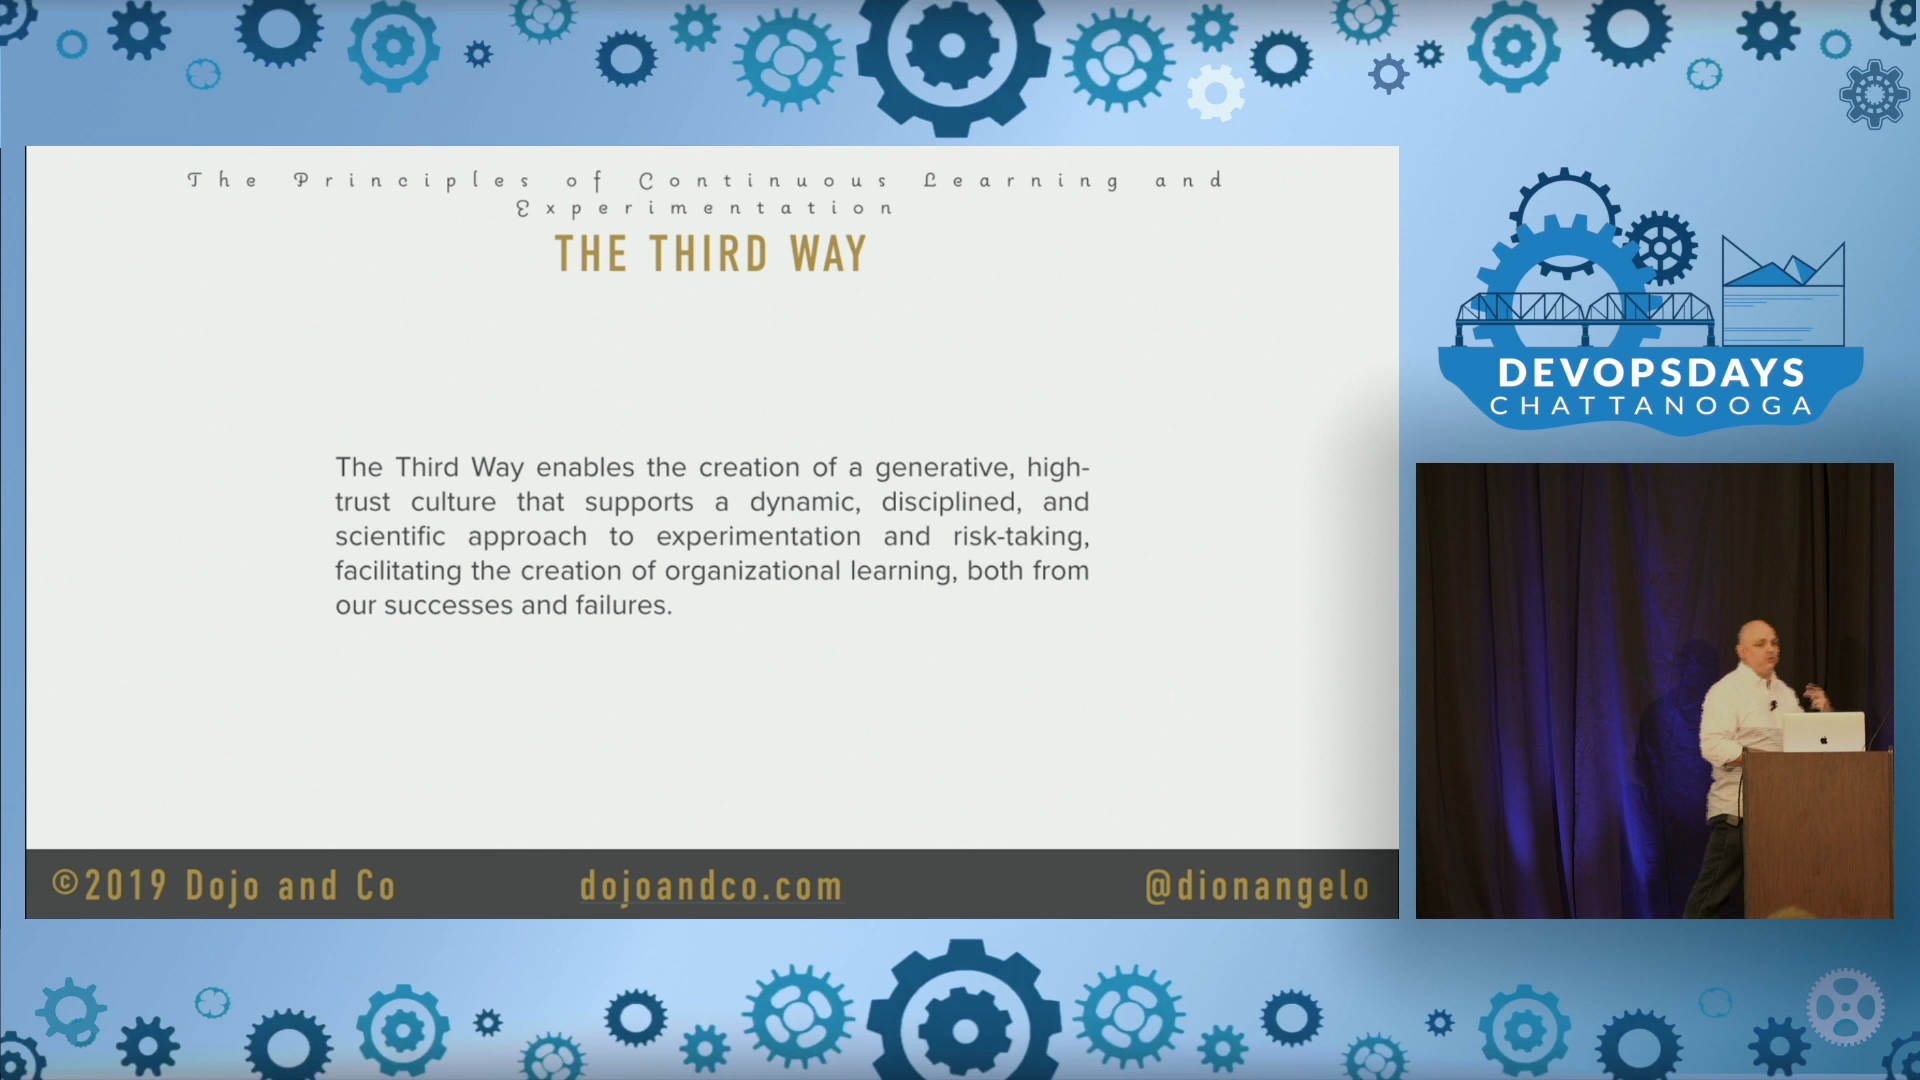 The Principles of Continuous Learning and
Experimentation
THE THIRD WAY
The Third Way enables the creation of a generative, high-
trust culture that supports a dynamic, disciplined, and
scientific approach to experimentation and risk-taking,
facilitating the creation of organizational learning, both from
our successes and failures.
©2019 Dojo and Co
dojoandco.com
@dionangelo
DEVOPSDAYS
CHATTANOOGA